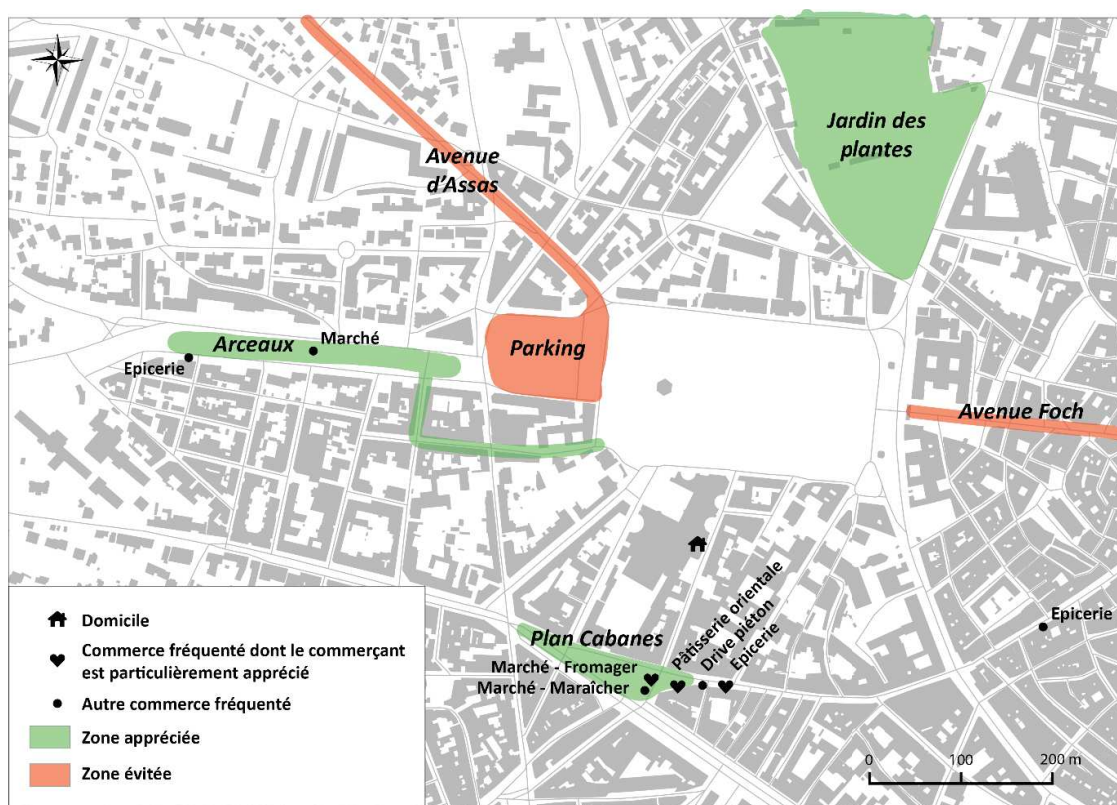 Jardin des
plantes
Avenue
d'Assas
Arceaux
Marché
Epicerie
Parking
Avenue Foch
Plan Cabanes
Pâtisserie orientale
Drive piéton
Epicerie
Epicerie
Marché - Fromager
Marché - Maraîcher
Domicile
Commerce fréquenté dont le commerçant
est particulièrement apprécié
Autre commerce fréquenté
Zone appréciée
Zone évitée
0 100 200 m